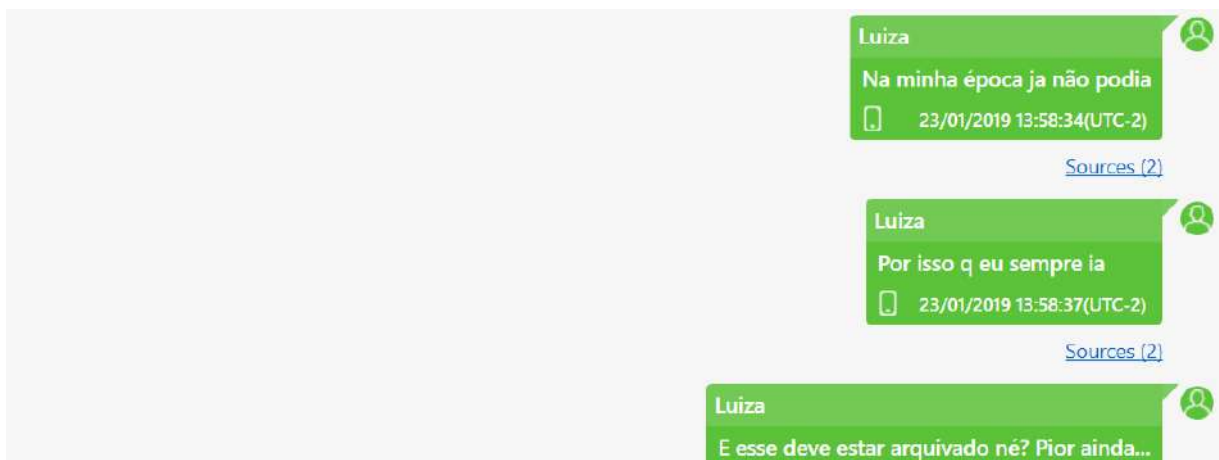 Luiza
Na minha época ja não podia
23/01/2019 13:58:34(UTC-2)
Sources (2)
Luiza
Por isso q eu sempre ia
23/01/2019 13:58:37(UTC-2)
Sources (2)
Luiza
E esse deve estar arquivado né? Pior ainda...